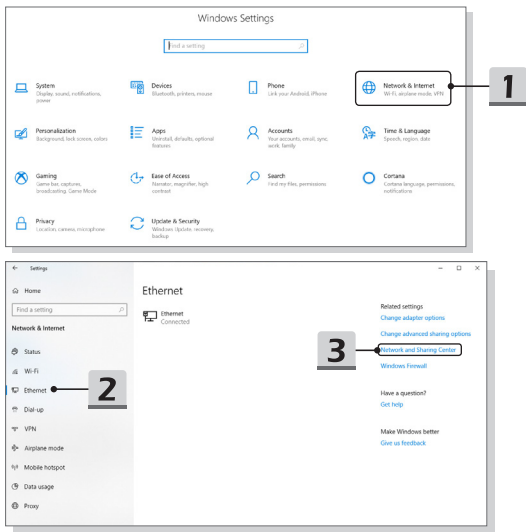 Windows Settings
Find a setting
System
Display, sound, notifications,
power
Devices
Bluetooth, printers, mouse
Phone
Link your Android, iPhone
Network & Internet
Wi-Fi, airplane mode, VPN
1
Personalization
Background, lock screen, colors
Apps
Uninstall, defaults, optional
features
Accounts
Your accounts, email, sync,
work, family
Time & Language
Speech, region, date
Gaming
Game bar, captures,
broadcasting, Game Mode
Ease of Access
Narrator, magnifier, high
contrast
Search
Find my files, permissions
Cortana
Cortana language, permissions,
notifications
Privacy
Location, camera, microphone
Update & Security
Windows Update, recovery,
backup
Settings
Home
Find a setting
Network & Internet
Status
Wi-Fi
Ethernet
2
Dial-up
VPN
Airplane mode
Mobile hotspot
Data usage
Proxy
Ethernet
Ethernet
Connected
Related settings
Change adapter options
Change advanced sharing options
3
Network and Sharing Center
Windows Firewall
Have a question?
Get help
Make Windows better
Give us feedback